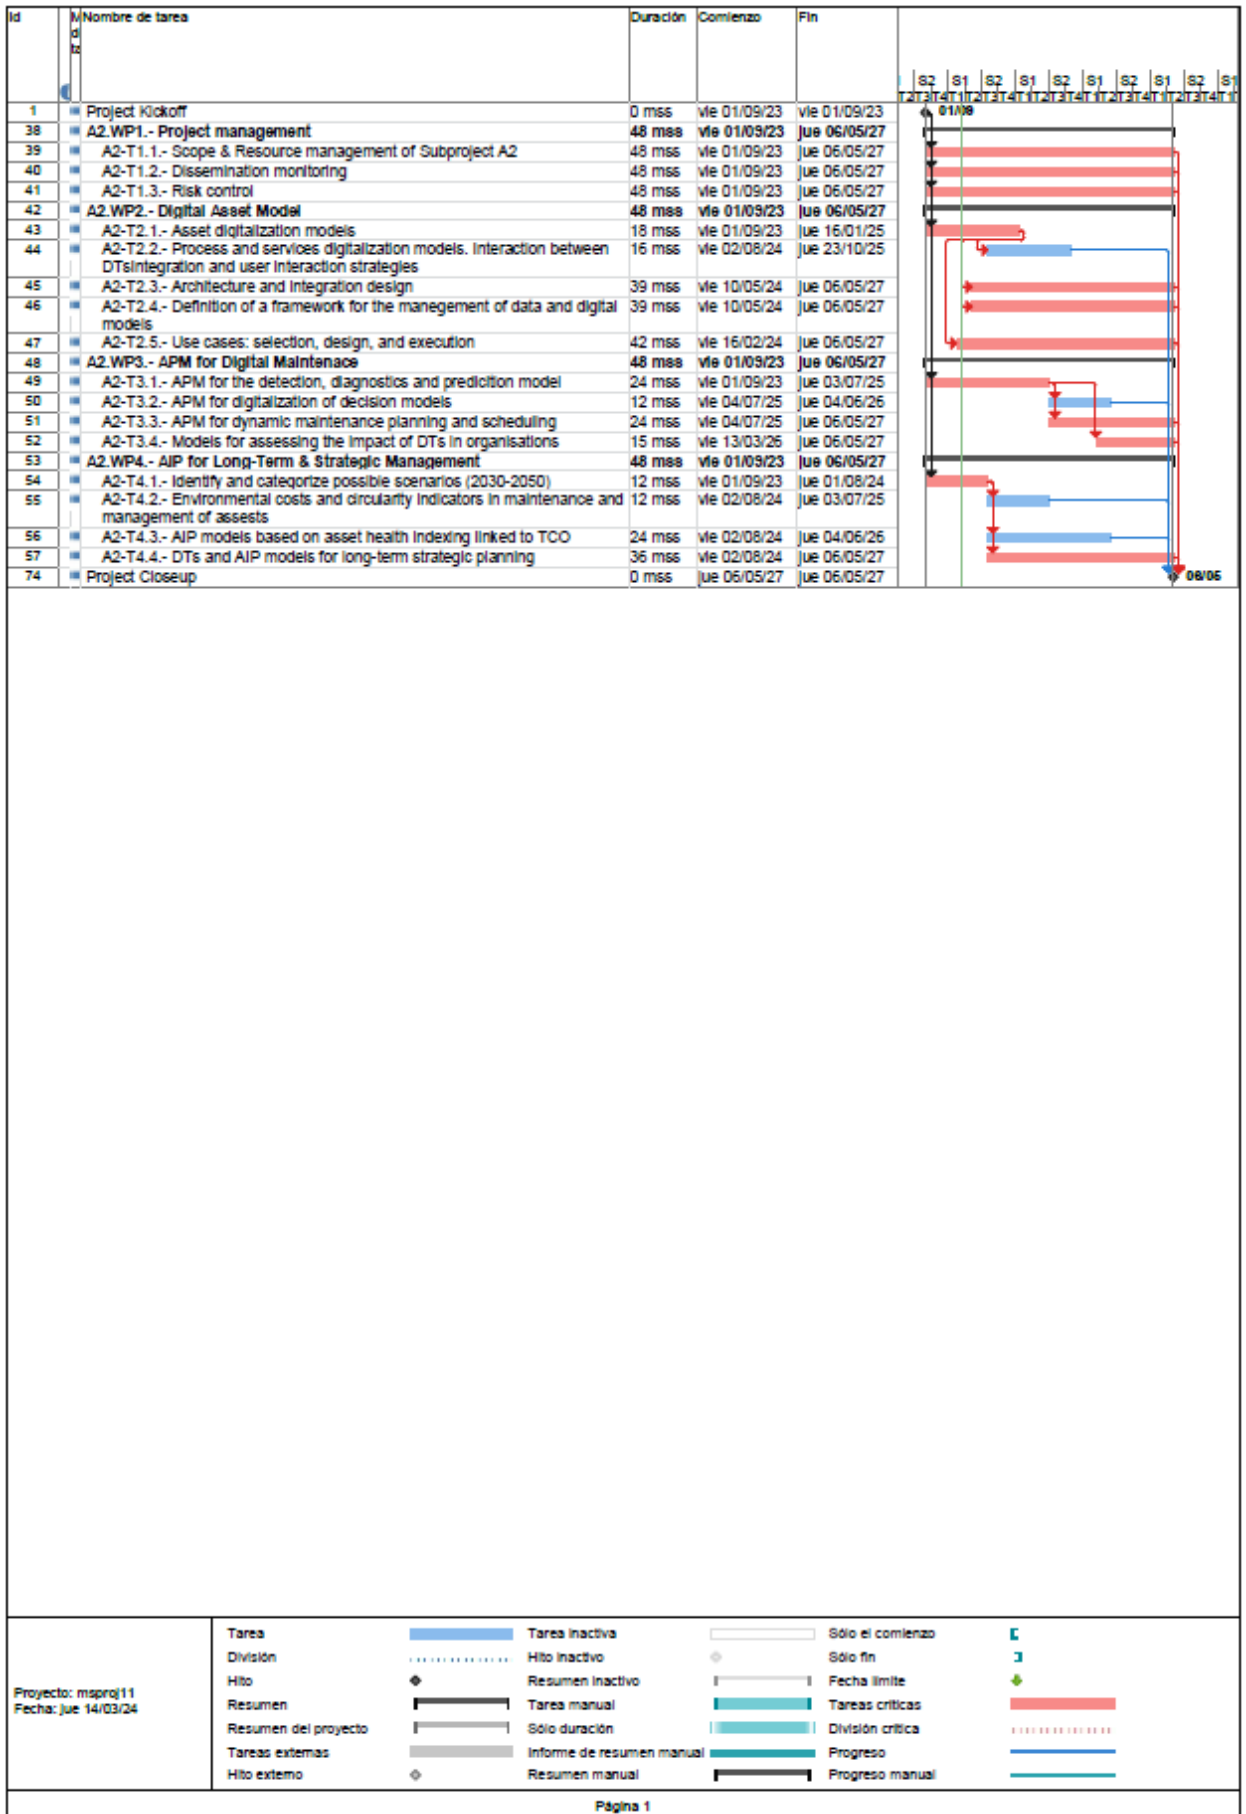 Id M Nombre de tarea Duración Comienzo Fin
d
ta
S2 S1 S2 S1 S2 S1 S2 S1 S2 S1
T2T3T4T1T2T3T4T1T2T3T4T1T2T3T4T1T2T3T4T1
1 Project Kickoff 0 mss vie 01/09/23 vie 01/09/23 01/09
38 A2.WP1.- Project management 48 mss vie 01/09/23 jue 06/05/27
39 A2-T1.1.- Scope & Resource management of Subproject A2 48 mss vie 01/09/23 jue 06/05/27
40 A2-T1.2.- Dissemination monitoring 48 mss vie 01/09/23 jue 06/05/27
41 A2-T1.3.- Risk control 48 mss vie 01/09/23 jue 06/05/27
42 A2.WP2.- Digital Asset Model 48 mss vie 01/09/23 jue 06/05/27
43 A2-T2.1.- Asset digitalization models 18 mss vie 01/09/23 jue 16/01/25
44 A2-T2.2.- Process and services digitalization models. Interaction between 16 mss vie 02/08/24 jue 23/10/25
DTsintegration and user interaction strategies
45 A2-T2.3.- Architecture and integration design 39 mss vie 10/05/24 jue 06/05/27
46 A2-T2.4.- Definition of a framework for the manegement of data and digital 39 mss vie 10/05/24 jue 06/05/27
models
47 A2-T2.5.- Use cases: selection, design, and execution 42 mss vie 16/02/24 jue 06/05/27
48 A2.WP3.- APM for Digital Maintenace 48 mss vie 01/09/23 jue 06/05/27
49 A2-T3.1.- APM for the detection, diagnostics and predicition model 24 mss vie 01/09/23 jue 03/07/25
50 A2-T3.2.- APM for digitalization of decision models 12 mss vie 04/07/25 jue 04/06/26
51 A2-T3.3.- APM for dynamic maintenance planning and scheduling 24 mss vie 04/07/25 jue 06/05/27
52 A2-T3.4.- Models for assessing the impact of DTs in organisations 15 mss vie 13/03/26 jue 06/05/27
53 A2.WP4.- AIP for Long-Term & Strategic Management 48 mss vie 01/09/23 jue 06/05/27
54 A2-T4.1.- Identify and categorize possible scenarios (2030-2050) 12 mss vie 01/09/23 jue 01/08/24
55 A2-T4.2.- Environmental costs and circularity indicators in maintenance and 12 mss vie 02/08/24 jue 03/07/25
management of assests
56 A2-T4.3.- AIP models based on asset health indexing linked to TCO 24 mss vie 02/08/24 jue 04/06/26
57 A2-T4.4.- DTs and AIP models for long-term strategic planning 36 mss vie 02/08/24 jue 06/05/27
74 Project Closeup 0 mss jue 06/05/27 jue 06/05/27 06/05
Proyecto: msproj11
Fecha: jue 14/03/24
Tarea Tarea inactiva Sólo el comienzo
División Hito inactivo Sólo fin
Hito Resumen inactivo Fecha límite
Resumen Tarea manual Tareas críticas
Resumen del proyecto Sólo duración División crítica
Tareas externas Informe de resumen manual Progreso
Hito externo Resumen manual Progreso manual
Página 1